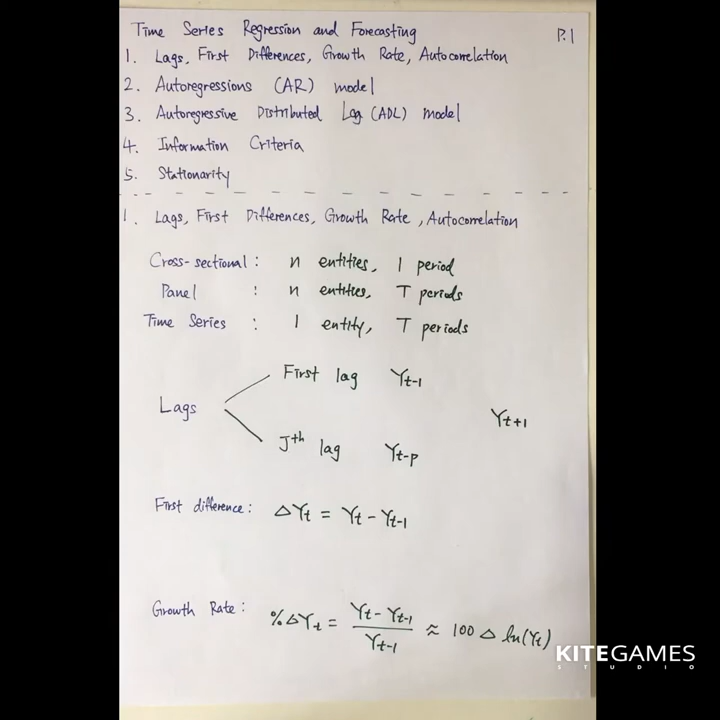 Time Series Regression and Forecasting P.1
1. Lags, First Differences, Growth Rate, Autocorrelation
2. Autoregressions (AR) model
3. Autoregressive Distributed Lag (ADL) model
4. Information Criteria
5. Stationarity
1. Lags, First Differences, Growth Rate, Autocorrelation
Cross-sectional: n entities, 1 period
Panel : n entities, T periods
Time Series : 1 entity, T periods
First lag Yt-1
Lags
Yt+1
Jth lag Yt-p
First difference: △Yt = Yt - Yt-1
Growth Rate: %△Yt = (Yt - Yt-1)/Yt-1 ≈ 100 △ ln(Yt)
KITEGAMES
STUDIO